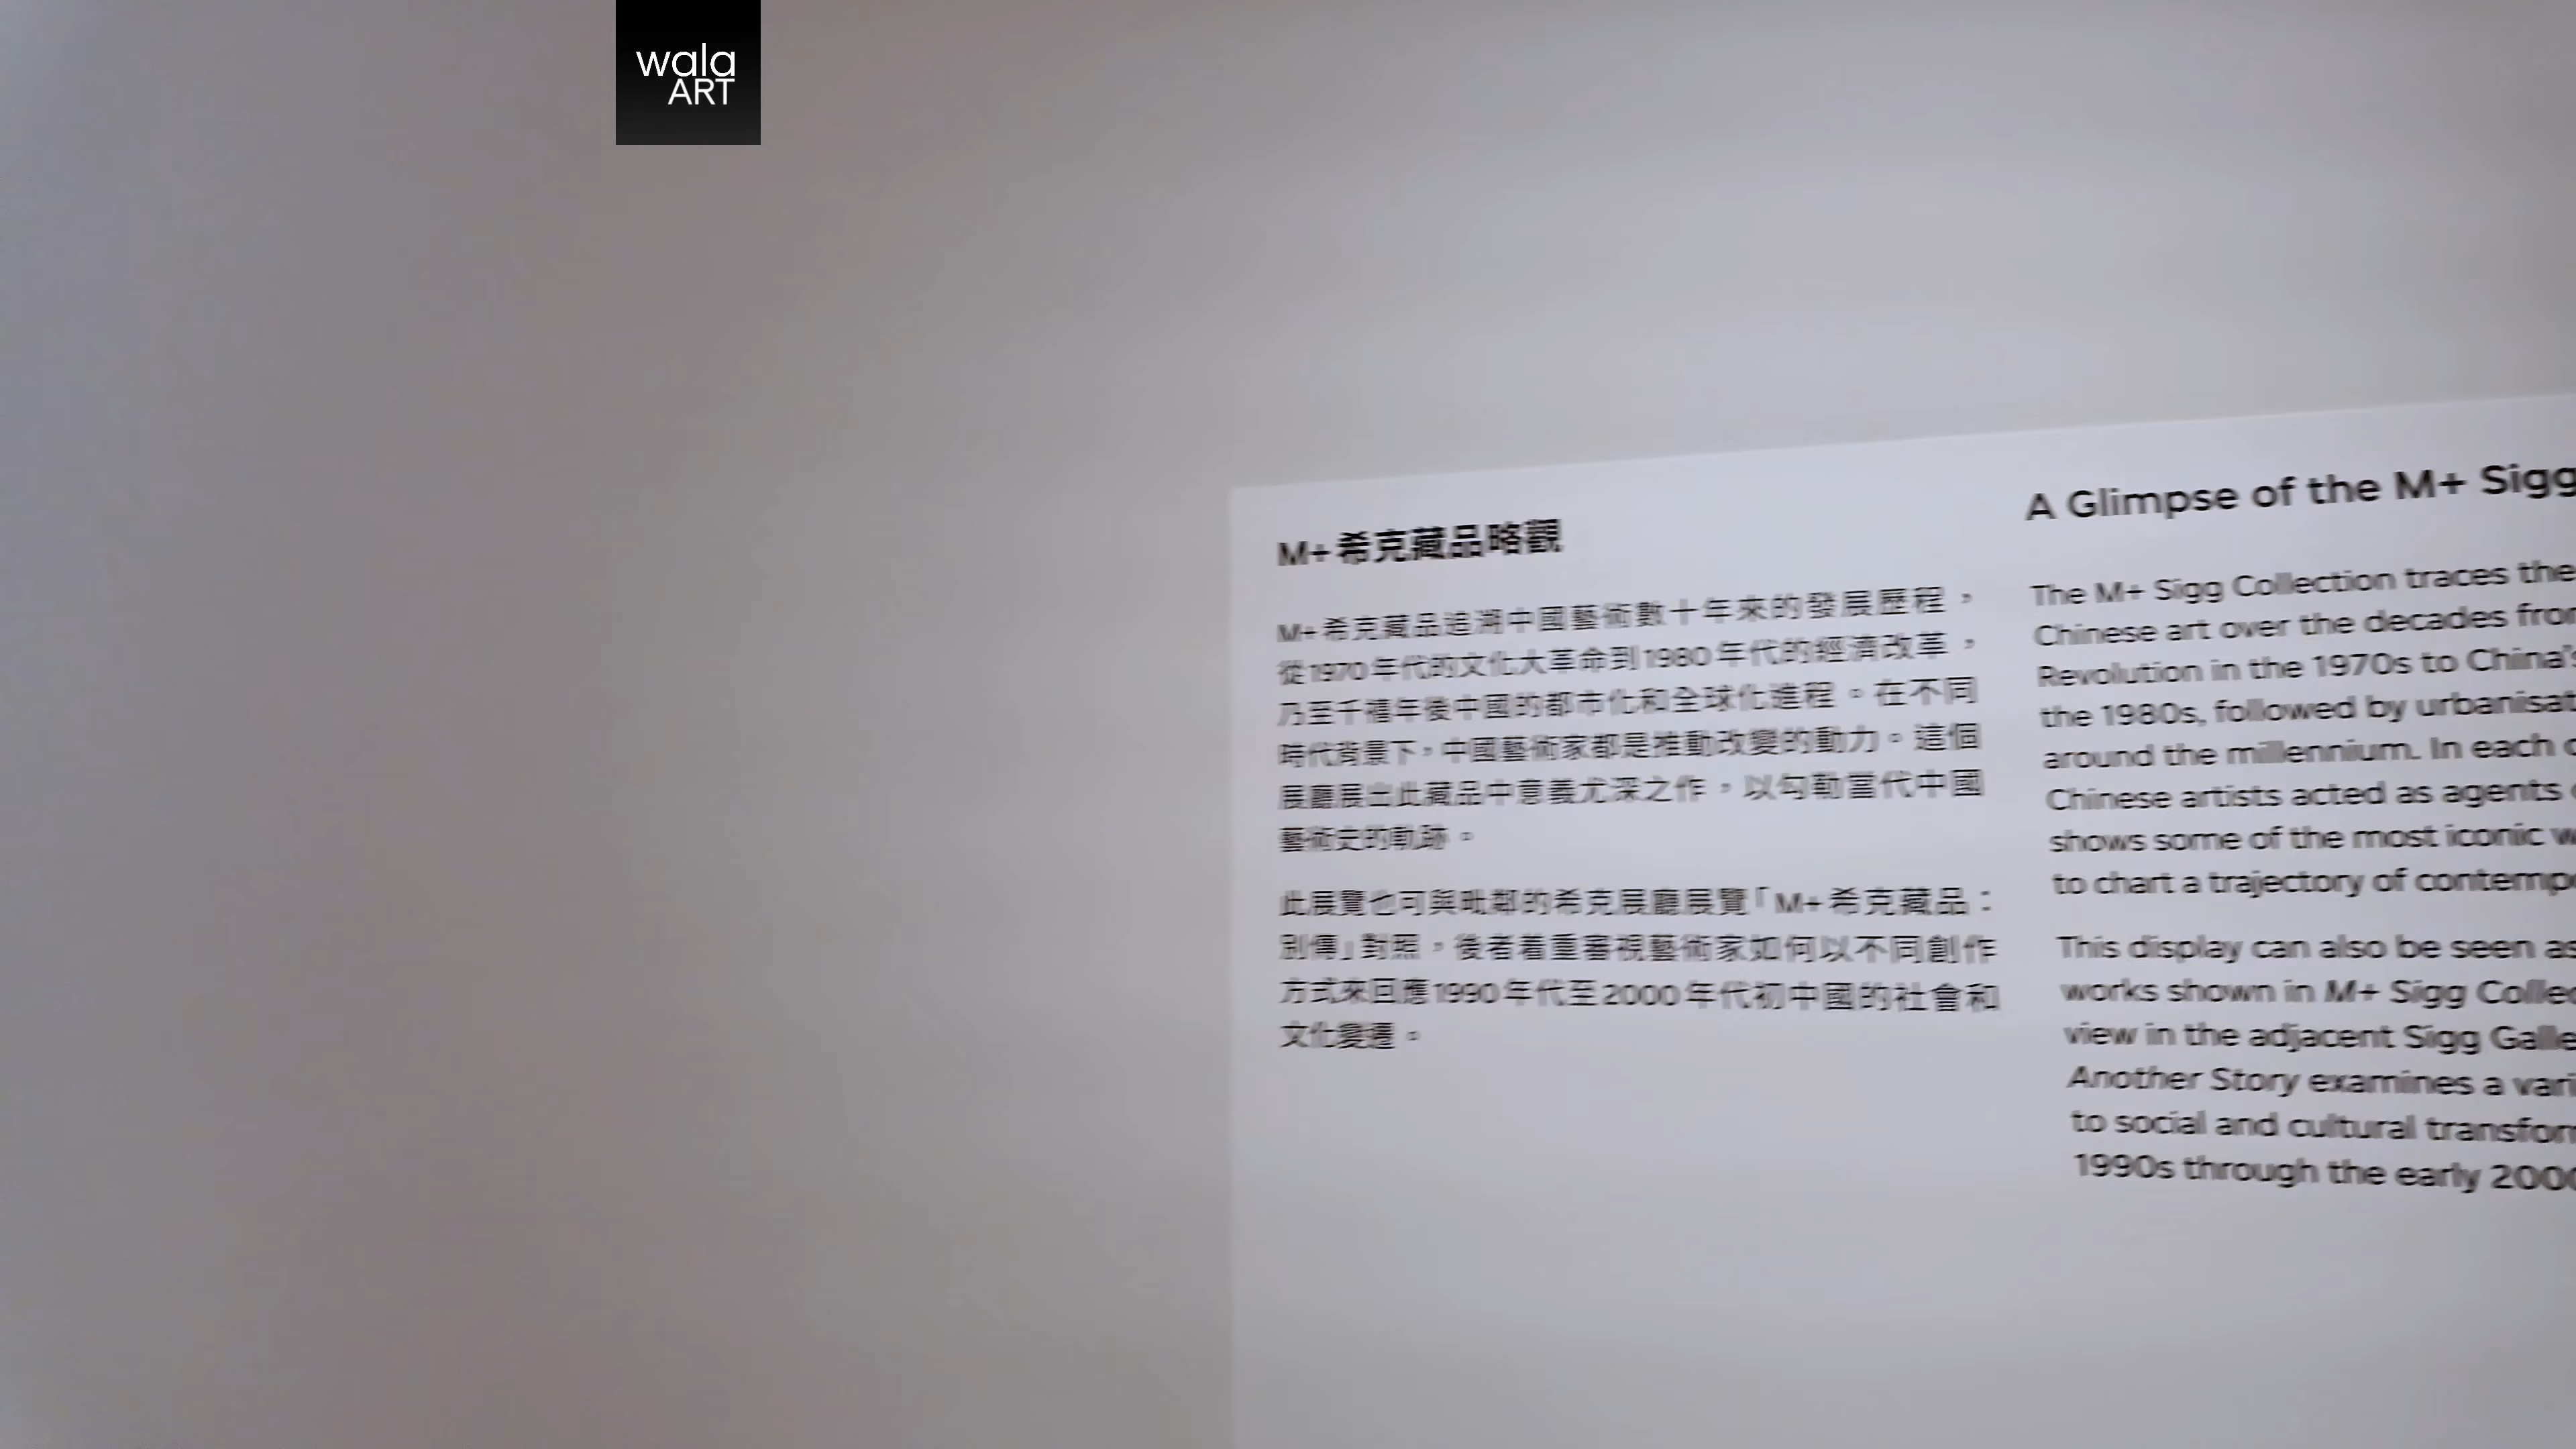 wala
ART
M+希克藏品略觀
M+希克藏品追溯中國藝術數十年來的發展歷程，
從1970年代的文化大革命到1980年代的經濟改革，
乃至千禧年後中國的都市化和全球化進程。在不同
時代背景下，中國藝術家都是推動改變的動力。這個
展廳展出此藏品中意義尤深之作，以勾勒當代中國
藝術史的軌跡。
此展覽也可與毗鄰的希克展廳展覽「M+希克藏品：
別傳」對照，後者着重審視藝術家如何以不同創作
方式來回應1990年代至2000年代初中國的社會和
文化變遷。
A Glimpse of the M+ Sigg
The M+ Sigg Collection traces the
Chinese art over the decades from
Revolution in the 1970s to China's
the 1980s, followed by urbanisat
around the millennium. In each o
Chinese artists acted as agents
shows some of the most iconic w
to chart a trajectory of contempo
This display can also be seen as
works shown in M+ Sigg Collec
view in the adjacent Sigg Galle
Another Story examines a vari
to social and cultural transfor
1990s through the early 2000